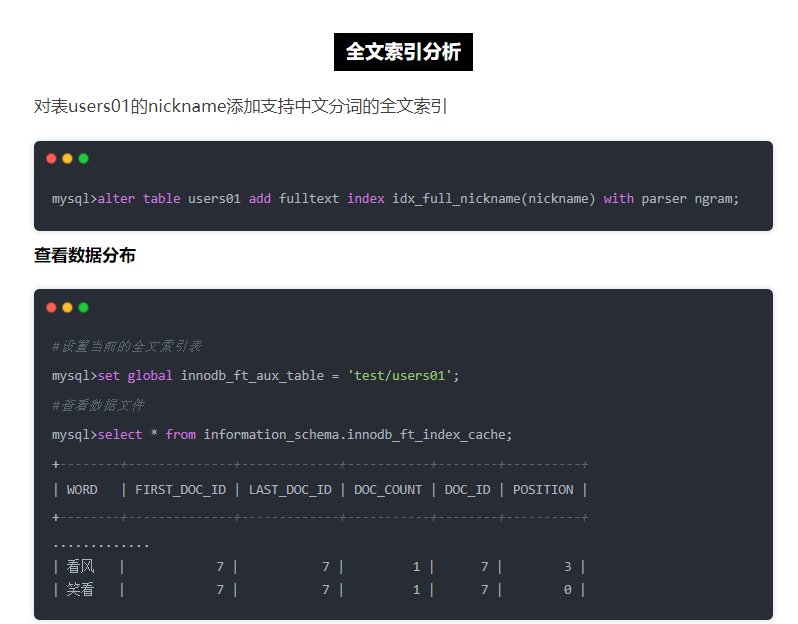 全文索引分析
对表users01的nickname添加支持中文分词的全文索引
mysql>alter table users01 add fulltext index idx_full_nickname(nickname) with parser ngram;
查看数据分布
#设置当前的全文索引表
mysql>set global innodb_ft_aux_table = 'test/users01';
#查看数据文件
mysql>select * from information_schema.innodb_ft_index_cache;
+--------+--------------+-------------+-----------+--------+----------+
| WORD   | FIRST_DOC_ID | LAST_DOC_ID | DOC_COUNT | DOC_ID | POSITION |
+--------+--------------+-------------+-----------+--------+----------+
.............
| 看风   |            7 |           7 |         1 |      7 |        3 |
| 笑看   |            7 |           7 |         1 |      7 |        0 |